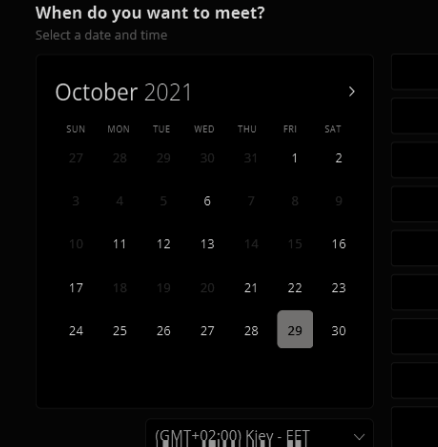 When do you want to meet?
Select a date and time
October 2021
SUN MON TUE WED THU FRI SAT
27 28 29 30 31 1 2
3 4 5 6 7 8 9
10 11 12 13 14 15 16
17 18 19 20 21 22 23
24 25 26 27 28 29 30
(GMT+02:00) Kiev - EET